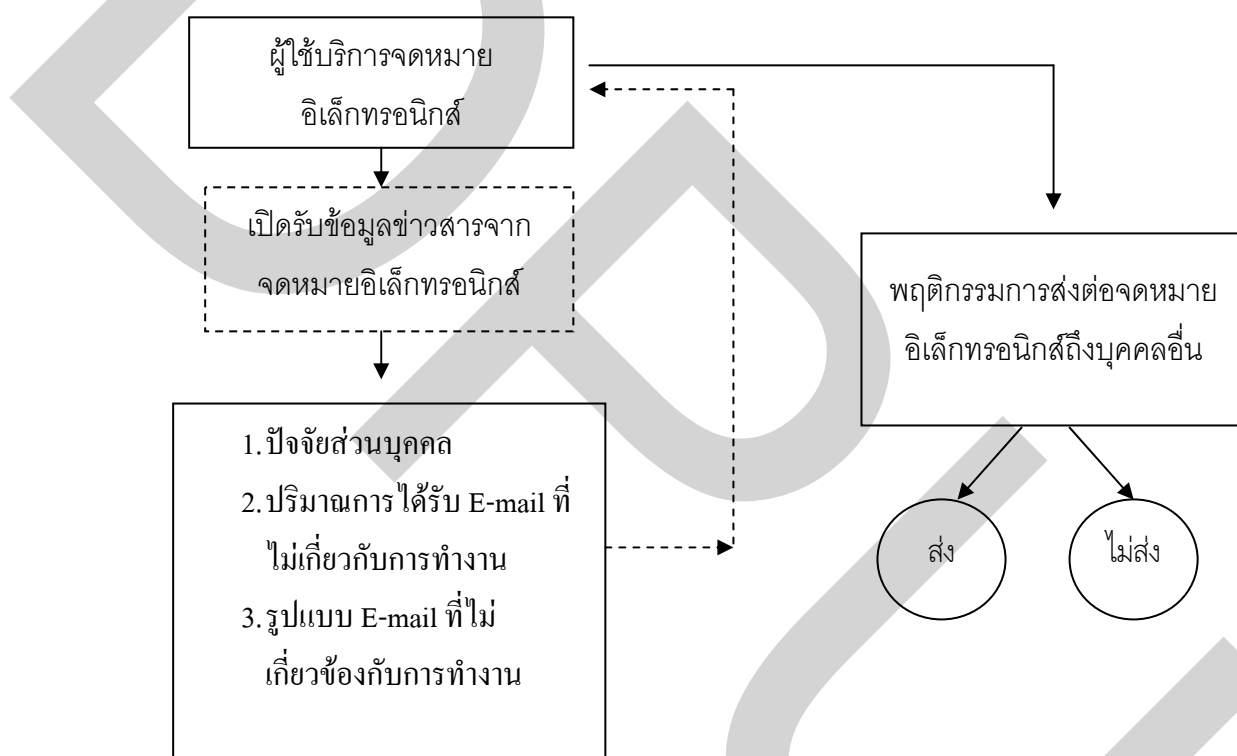 ผู้ใช้บริการจดหมาย
อิเล็กทรอนิกส์
เปิดรับข้อมูลข่าวสารจาก
จดหมายอิเล็กทรอนิกส์
พฤติกรรมการส่งต่อจดหมาย
อิเล็กทรอนิกส์ถึงบุคคลอื่น
1. ปัจจัยส่วนบุคคล
2. ปริมาณการได้รับ E-mail ที่
ไม่เกี่ยวกับการทำงาน
3. รูปแบบ E-mail ที่ไม่
เกี่ยวข้องกับการทำงาน
ส่ง
ไม่ส่ง